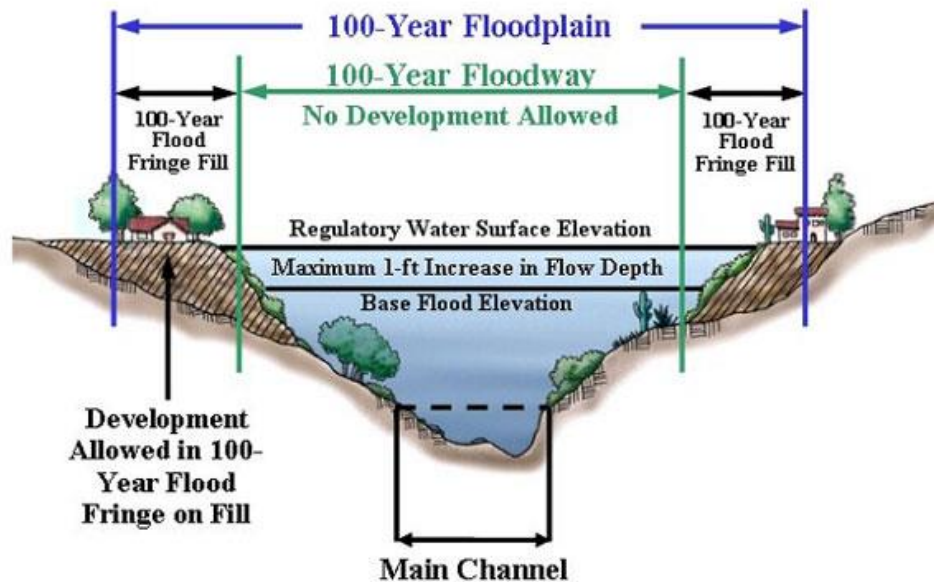 100-Year Floodplain
100-Year Floodway
No Development Allowed
100-Year
Flood
Fringe Fill
100-Year
Flood
Fringe Fill
Regulatory Water Surface Elevation
Maximum 1-ft Increase in Flow Depth
Base Flood Elevation
Development
Allowed in 100-
Year Flood
Fringe on Fill
Main Channel